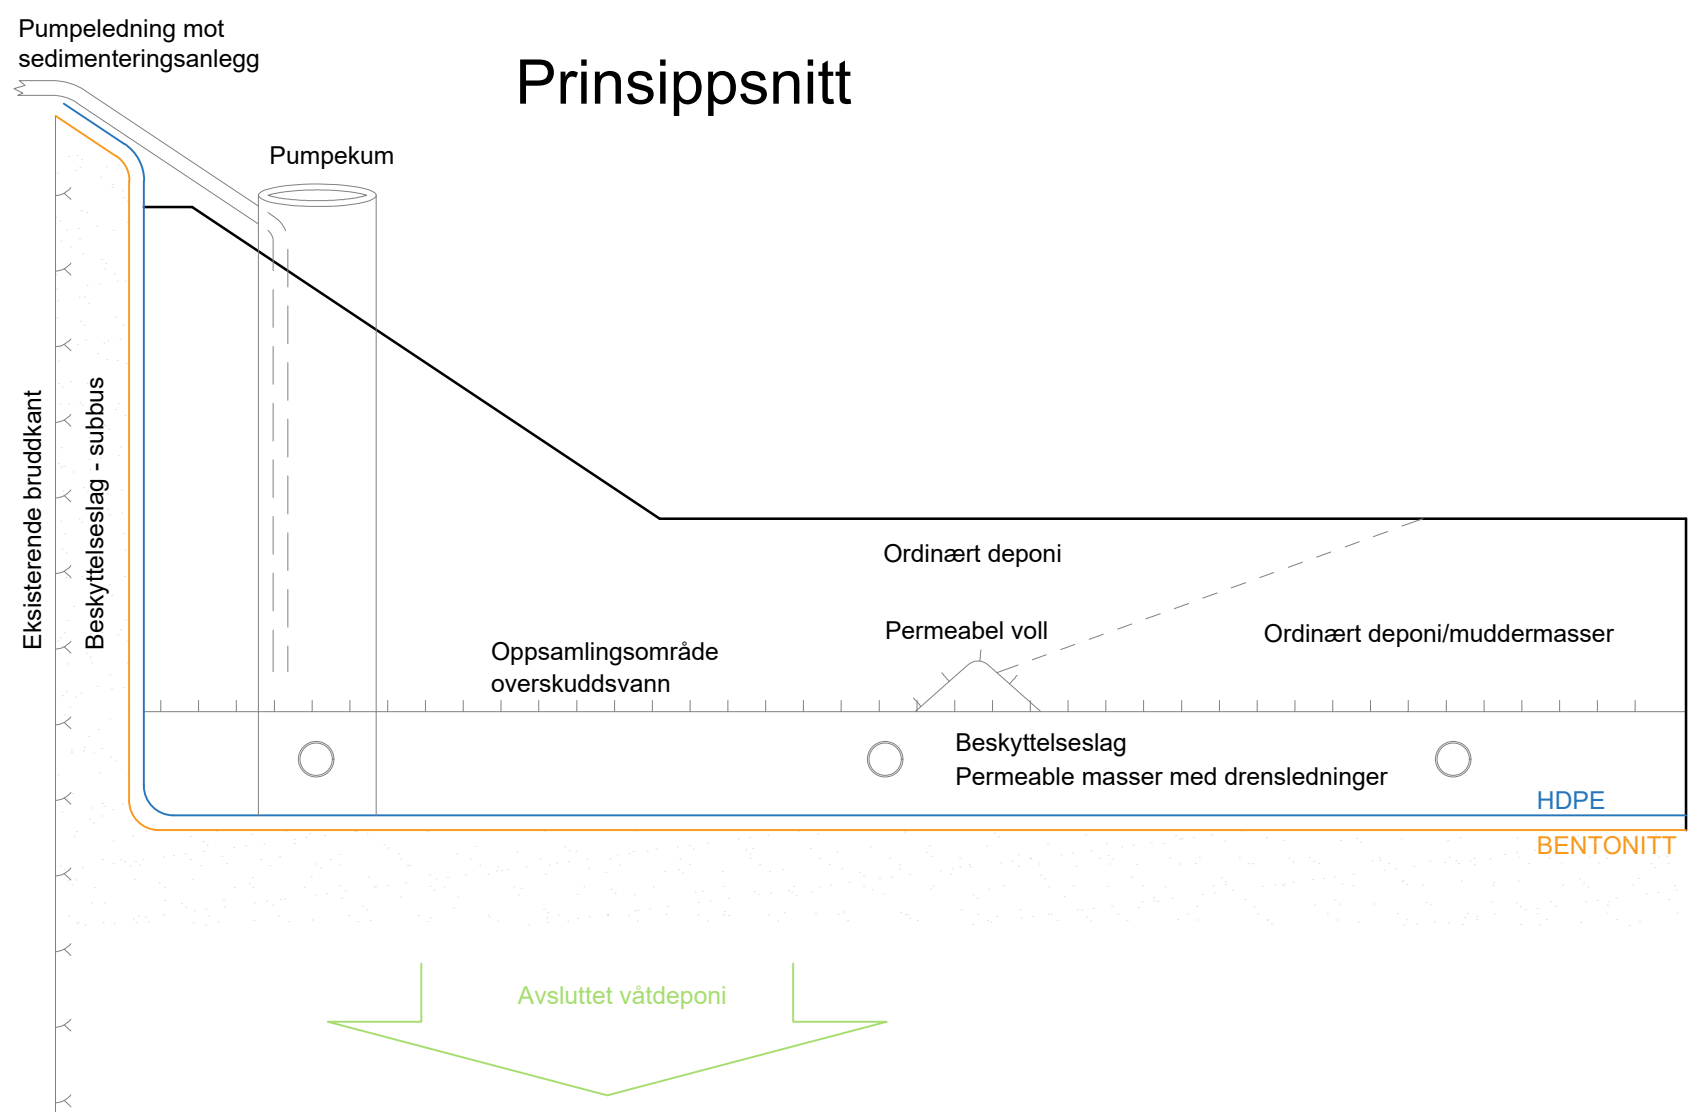 Pumpeledning mot
sedimenteringsanlegg
Prinsippsnitt
Pumpekum
Eksisterende bruddkant
Beskyttelseslag - subbus
Ordinært deponi
Permeabel voll
Ordinært deponi/muddermasser
Oppsamlingsområde
overskuddsvann
Beskyttelseslag
Permeable masser med drensledninger
HDPE
BENTONITT
Avsluttet våtdeponi